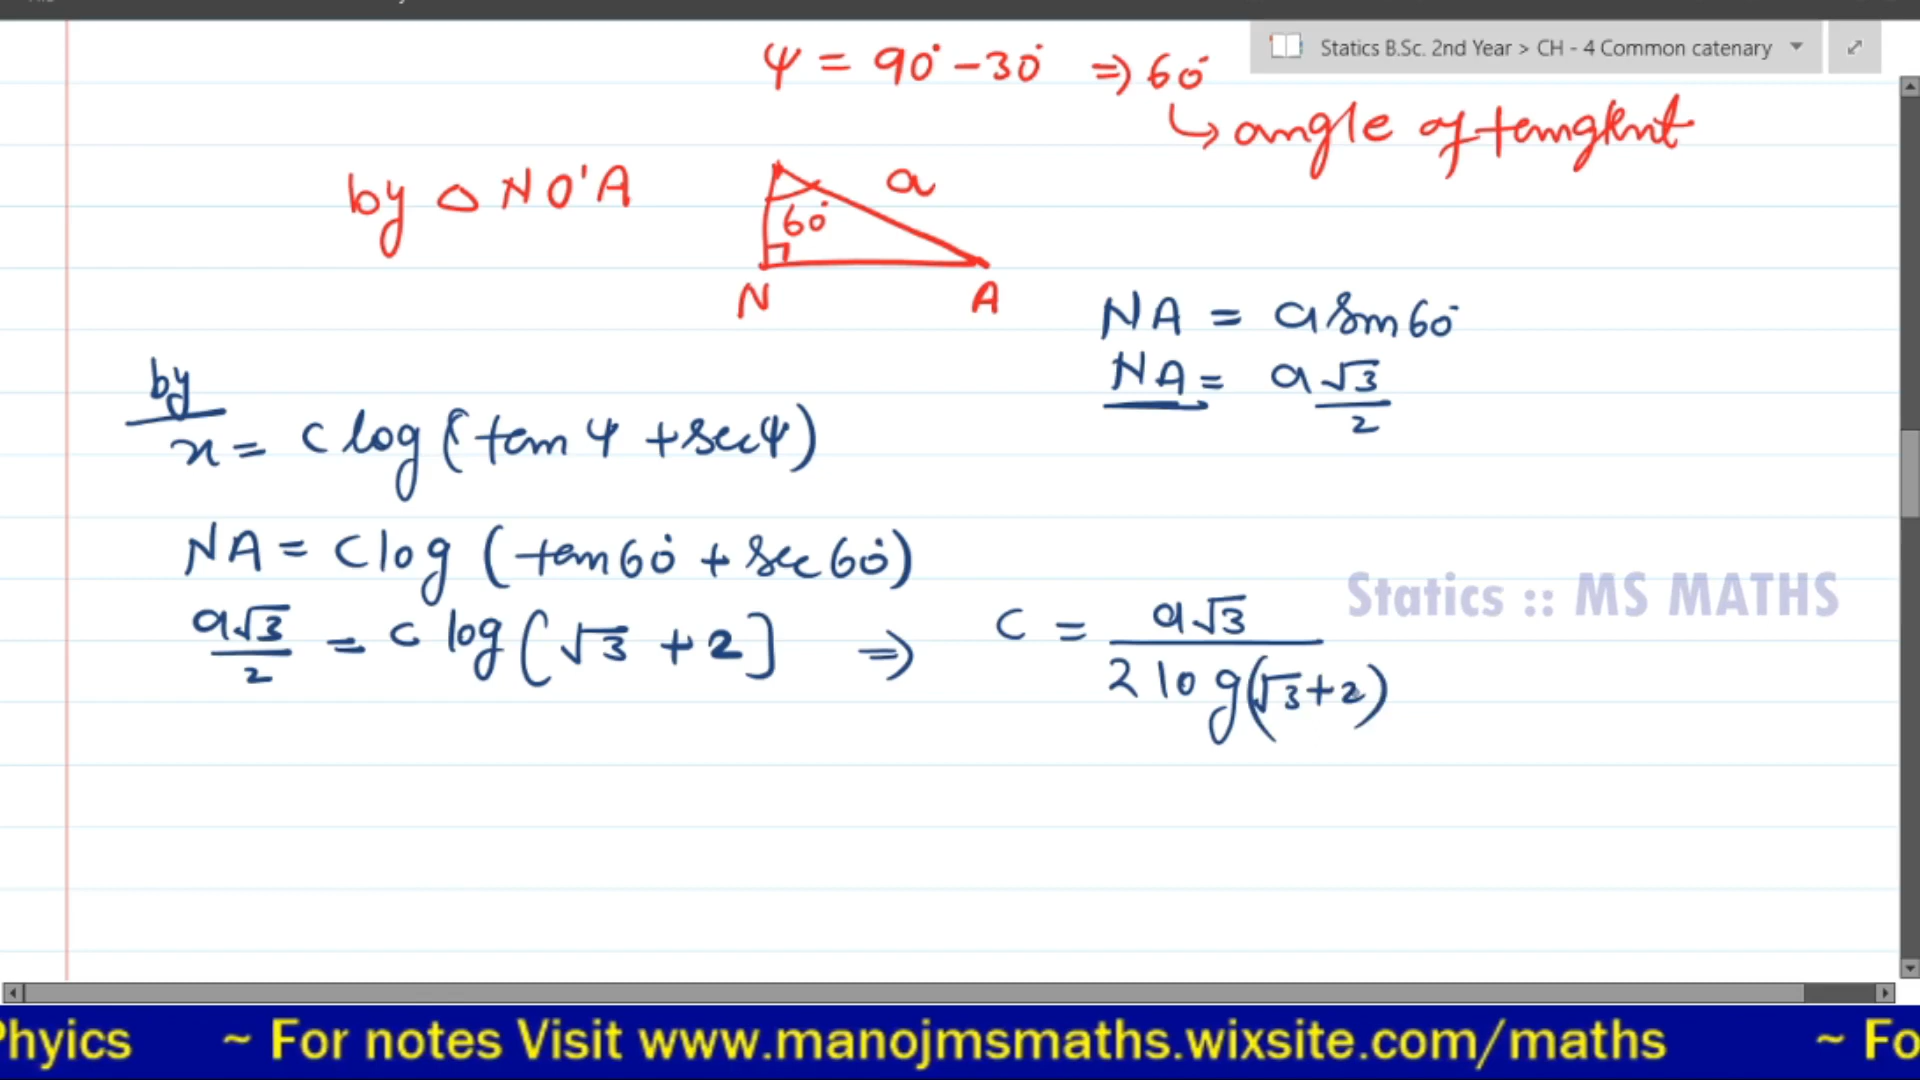 ψ = 90° - 30° ⇒ 60°
Statics B.Sc. 2nd Year > CH - 4 Common catenary
↳ angle of tangent
by △ NO'A
a
60°
N A
NA = a sin 60°
NA = a√3/2
by
x = c log (tan ψ + sec ψ)
NA = c log (tan 60° + sec 60°)
a√3/2 = c log [√3 + 2] ⇒ c = a√3 / 2 log(√3+2)
Statics :: MS MATHS
Phyics ~ For notes Visit www.manojmsmaths.wixsite.com/maths ~ Fo